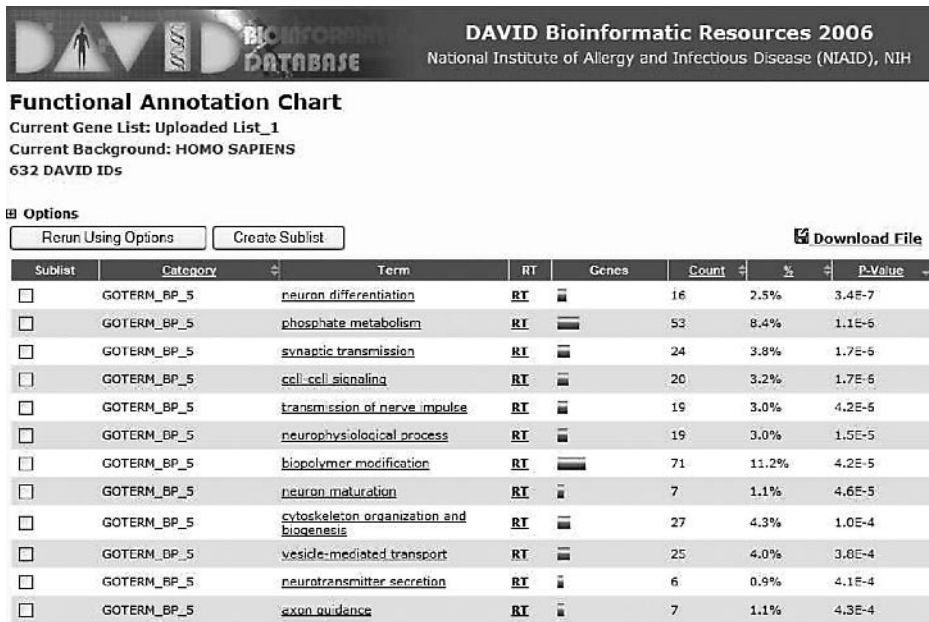 DAVID BIOINFORMATIC DATABASE
DAVID Bioinformatic Resources 2006
National Institute of Allergy and Infectious Disease (NIAID), NIH
Functional Annotation Chart
Current Gene List: Uploaded List_1
Current Background: HOMO SAPIENS
632 DAVID IDs
Options
Rerun Using Options Create Sublist Download File
Sublist Category Term RT Genes Count % P-Value
GOTERM_BP_5 neuron differentiation RT 16 2.5% 3.4E-7
GOTERM_BP_5 phosphate metabolism RT 53 8.4% 1.1E-6
GOTERM_BP_5 synaptic transmission RT 24 3.8% 1.7E-6
GOTERM_BP_5 cell-cell signaling RT 20 3.2% 1.7E-6
GOTERM_BP_5 transmission of nerve impulse RT 19 3.0% 4.2E-6
GOTERM_BP_5 neurophysiological process RT 19 3.0% 1.5E-5
GOTERM_BP_5 biopolymer modification RT 71 11.2% 4.2E-5
GOTERM_BP_5 neuron maturation RT 7 1.1% 4.6E-5
GOTERM_BP_5 cytoskeleton organization and biogenesis RT 27 4.3% 1.0E-4
GOTERM_BP_5 vesicle-mediated transport RT 25 4.0% 3.8E-4
GOTERM_BP_5 neurotransmitter secretion RT 6 0.9% 4.1E-4
GOTERM_BP_5 axon guidance RT 7 1.1% 4.3E-4